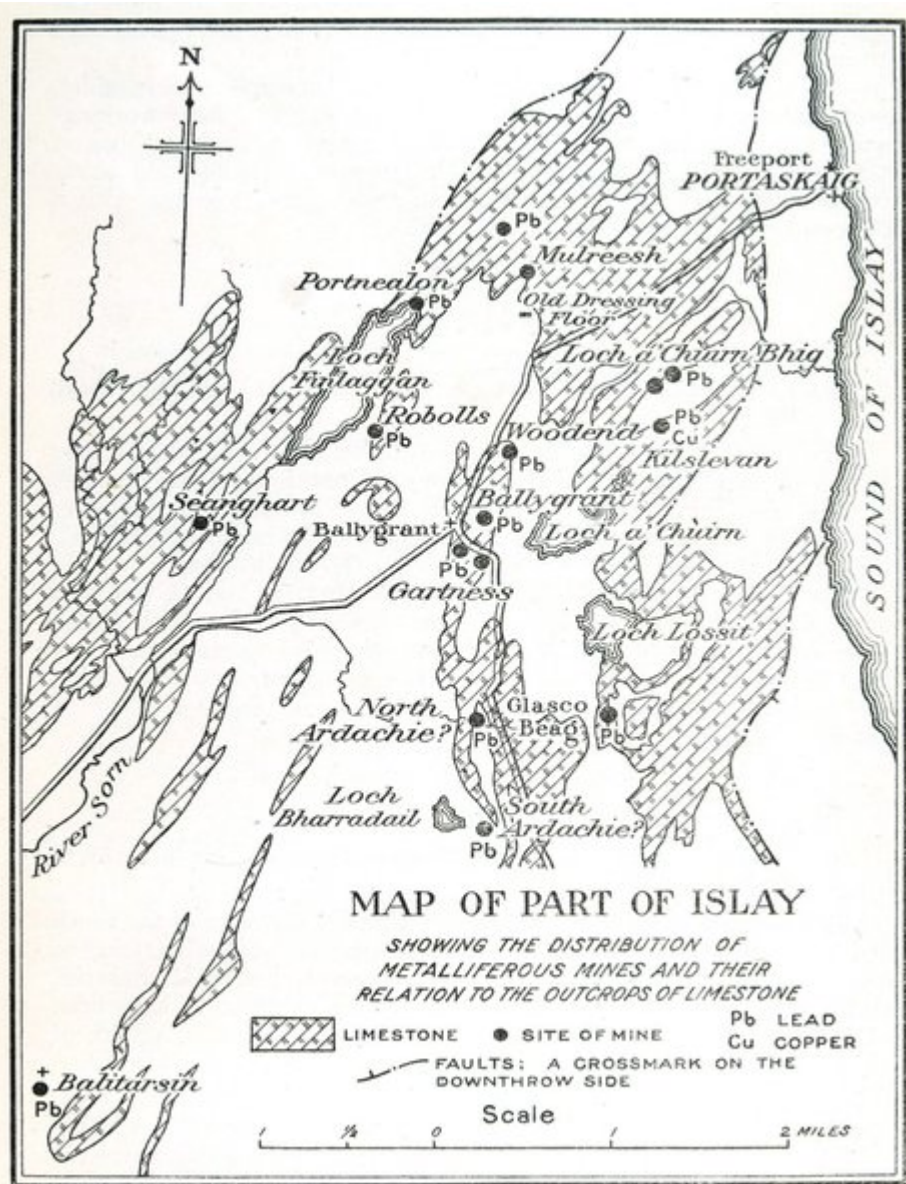 N
Freeport
PORTASKAIG
Pb
Mulreesh
Portnealon
Pb
Old Dressing
Floor
Loch
Finlaggan
Loch a'Chuirn Bhig
Pb
Robolls
Pb
Woodend
Pb
Pb
Cu
Kilslevan
SOUND OF ISLAY
Seanghart
Pb
Ballygrant
Ballygrant
Pb
Loch a'Chuirn
Pb
Gartness
Loch Lossit
North
Ardachie?
Pb
Glasco
Beag
Pb
River Sorn
Loch
Bharradail
South
Ardachie?
Pb
MAP OF PART OF ISLAY
SHOWING THE DISTRIBUTION OF
METALLIFEROUS MINES AND THEIR
RELATION TO THE OUTCROPS OF LIMESTONE
LIMESTONE SITE OF MINE Pb LEAD
Cu COPPER
FAULTS: A CROSSMARK ON THE
DOWNTHROW SIDE
Balitársin
Pb
Scale
1 ½ 0 1 2 MILES